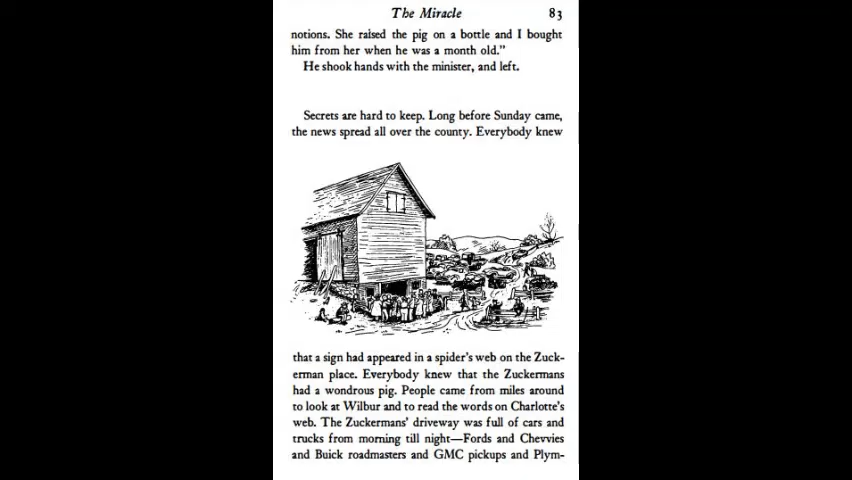 The Miracle 83
notions. She raised the pig on a bottle and I bought
him from her when he was a month old."
He shook hands with the minister, and left.
Secrets are hard to keep. Long before Sunday came,
the news spread all over the county. Everybody knew
that a sign had appeared in a spider's web on the Zuck-
erman place. Everybody knew that the Zuckermans
had a wondrous pig. People came from miles around
to look at Wilbur and to read the words on Charlotte's
web. The Zuckermans' driveway was full of cars and
trucks from morning till night—Fords and Chevvies
and Buick roadmasters and GMC pickups and Plym-